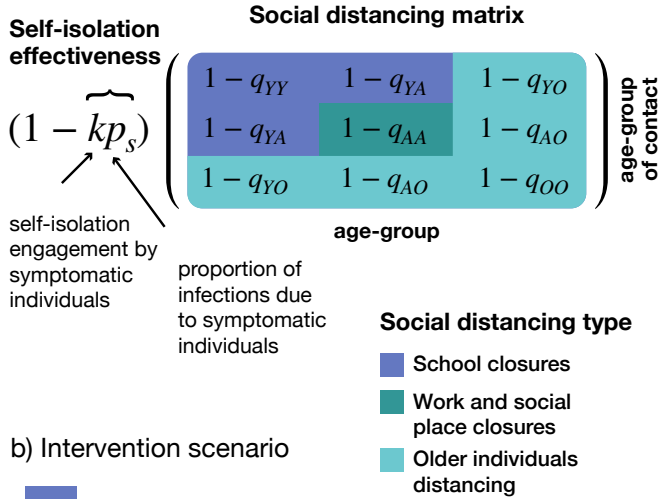 Social distancing matrix
Self-isolation
effectiveness
(1 − kpₛ)
1 − q_YY 1 − q_YA 1 − q_YO
1 − q_YA 1 − q_AA 1 − q_AO
1 − q_YO 1 − q_AO 1 − q_OO
age-group
of contact
age-group
self-isolation
engagement by
symptomatic
individuals
proportion of
infections due
to symptomatic
individuals
Social distancing type
School closures
Work and social
place closures
Older individuals
distancing
b) Intervention scenario